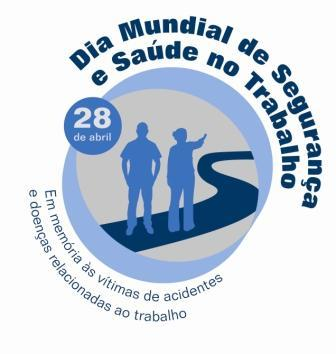 Dia Mundial de Segurança
e Saúde no Trabalho
28
de abril
Em memória às vítimas de acidentes
e doenças relacionadas ao trabalho